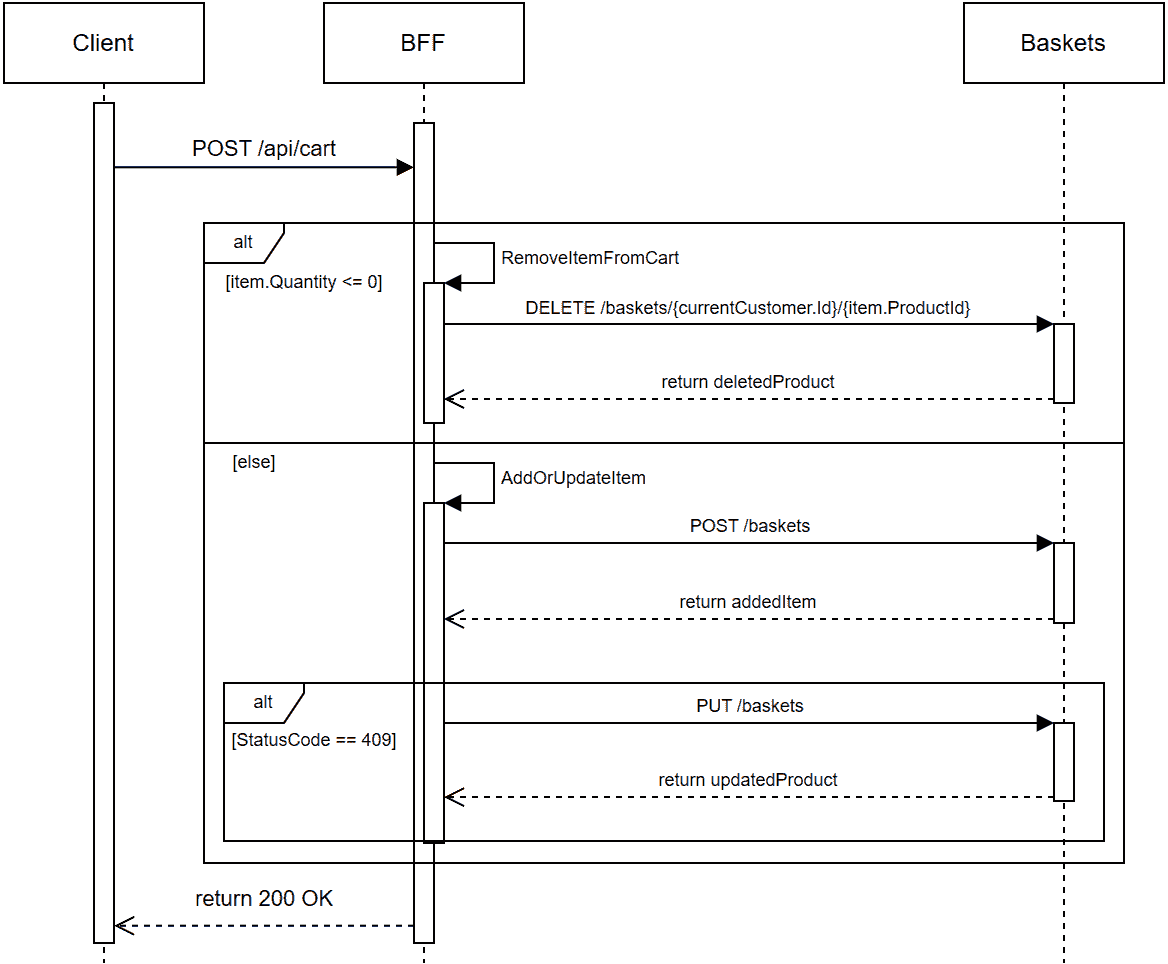 Client
BFF
Baskets
POST /api/cart
alt
[item.Quantity <= 0]
RemoveItemFromCart
DELETE /baskets/{currentCustomer.Id}/{item.ProductId}
return deletedProduct
[else]
AddOrUpdateItem
POST /baskets
return addedItem
alt
[StatusCode == 409]
PUT /baskets
return updatedProduct
return 200 OK